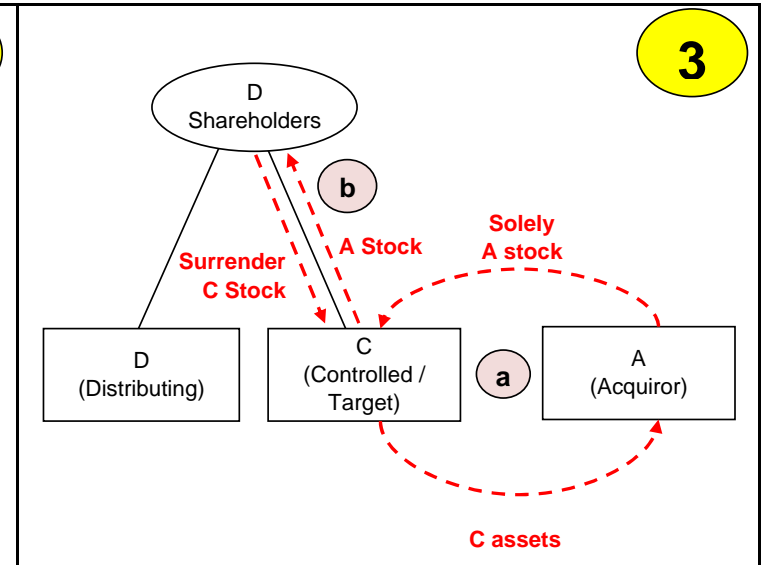 3
D
Shareholders
b
Solely
A stock
A Stock
Surrender
C Stock
D
(Distributing)
C
(Controlled /
Target)
a
A
(Acquiror)
C assets